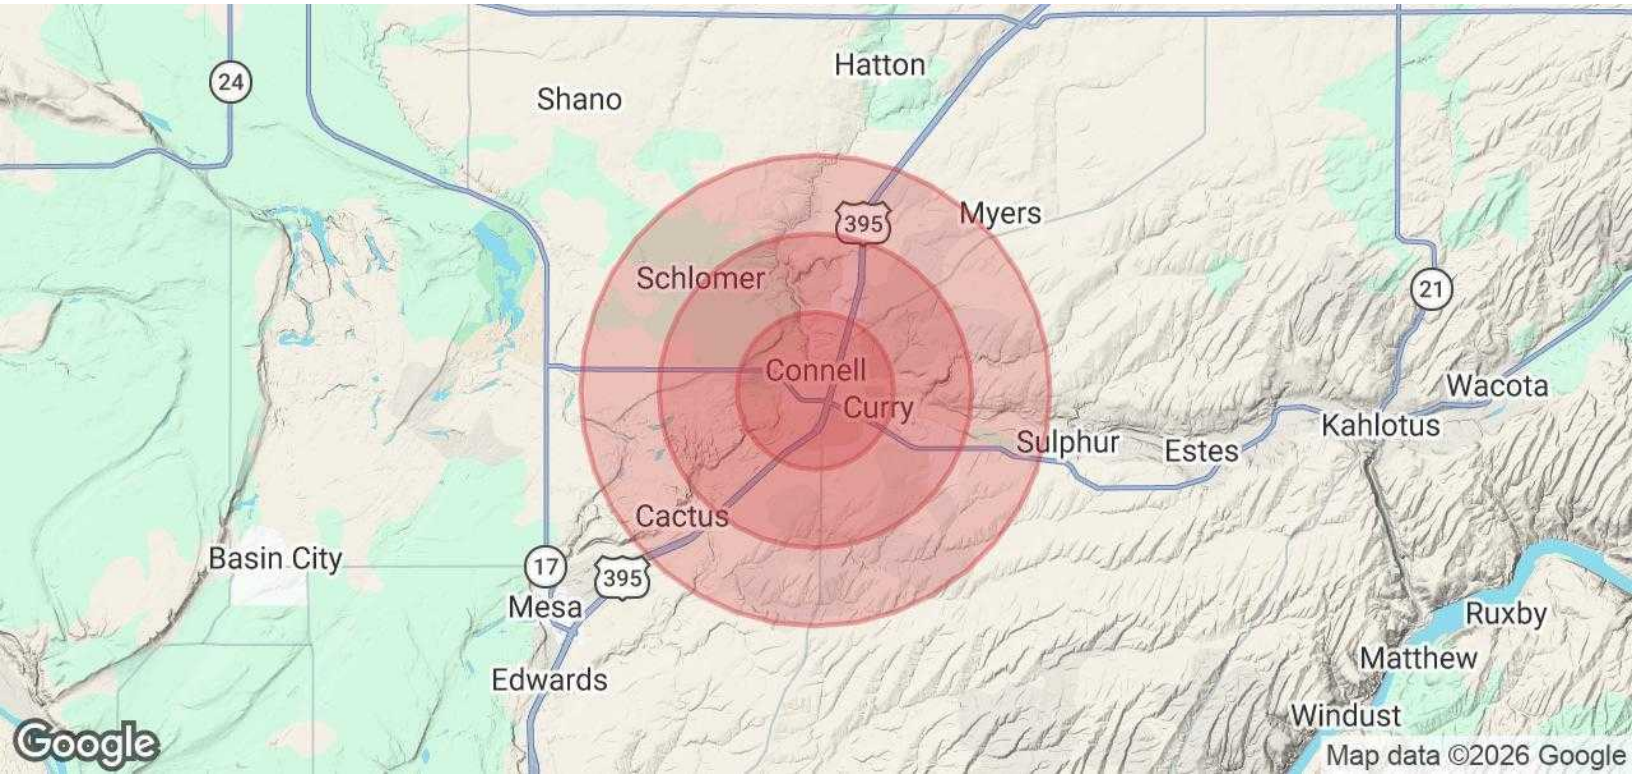 Hatton
24
Shano
395
Myers
Schlomer
21
Connell
Wacota
Curry
Kahlotus
Sulphur
Estes
Cactus
Basin City
17
395
Mesa
Ruxby
Matthew
Edwards
Windust
Google
Map data ©2026 Google